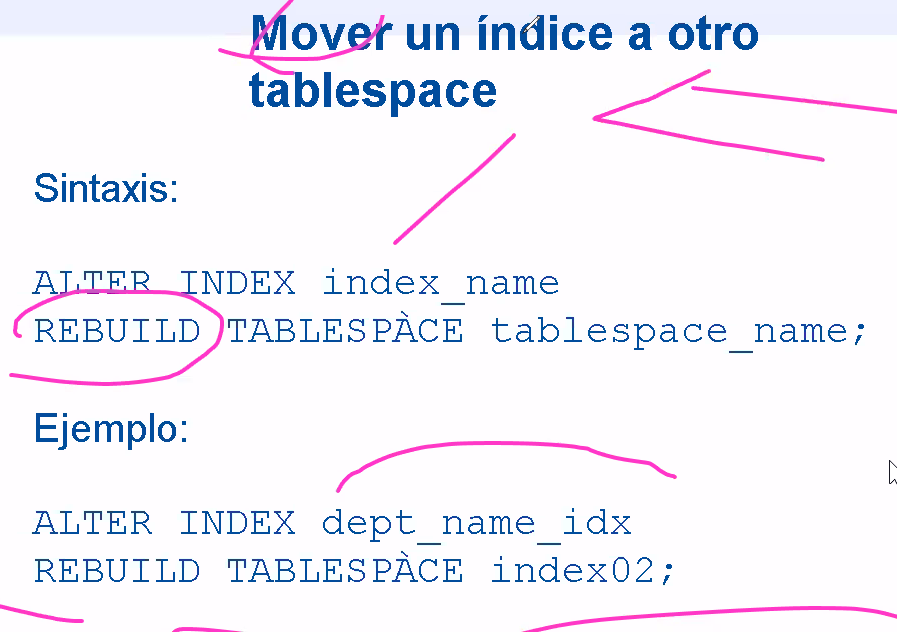 Mover un índice a otro
tablespace
Sintaxis:
ALTER INDEX index_name
REBUILD TABLESPÀCE tablespace_name;
Ejemplo:
ALTER INDEX dept_name_idx
REBUILD TABLESPÀCE index02;